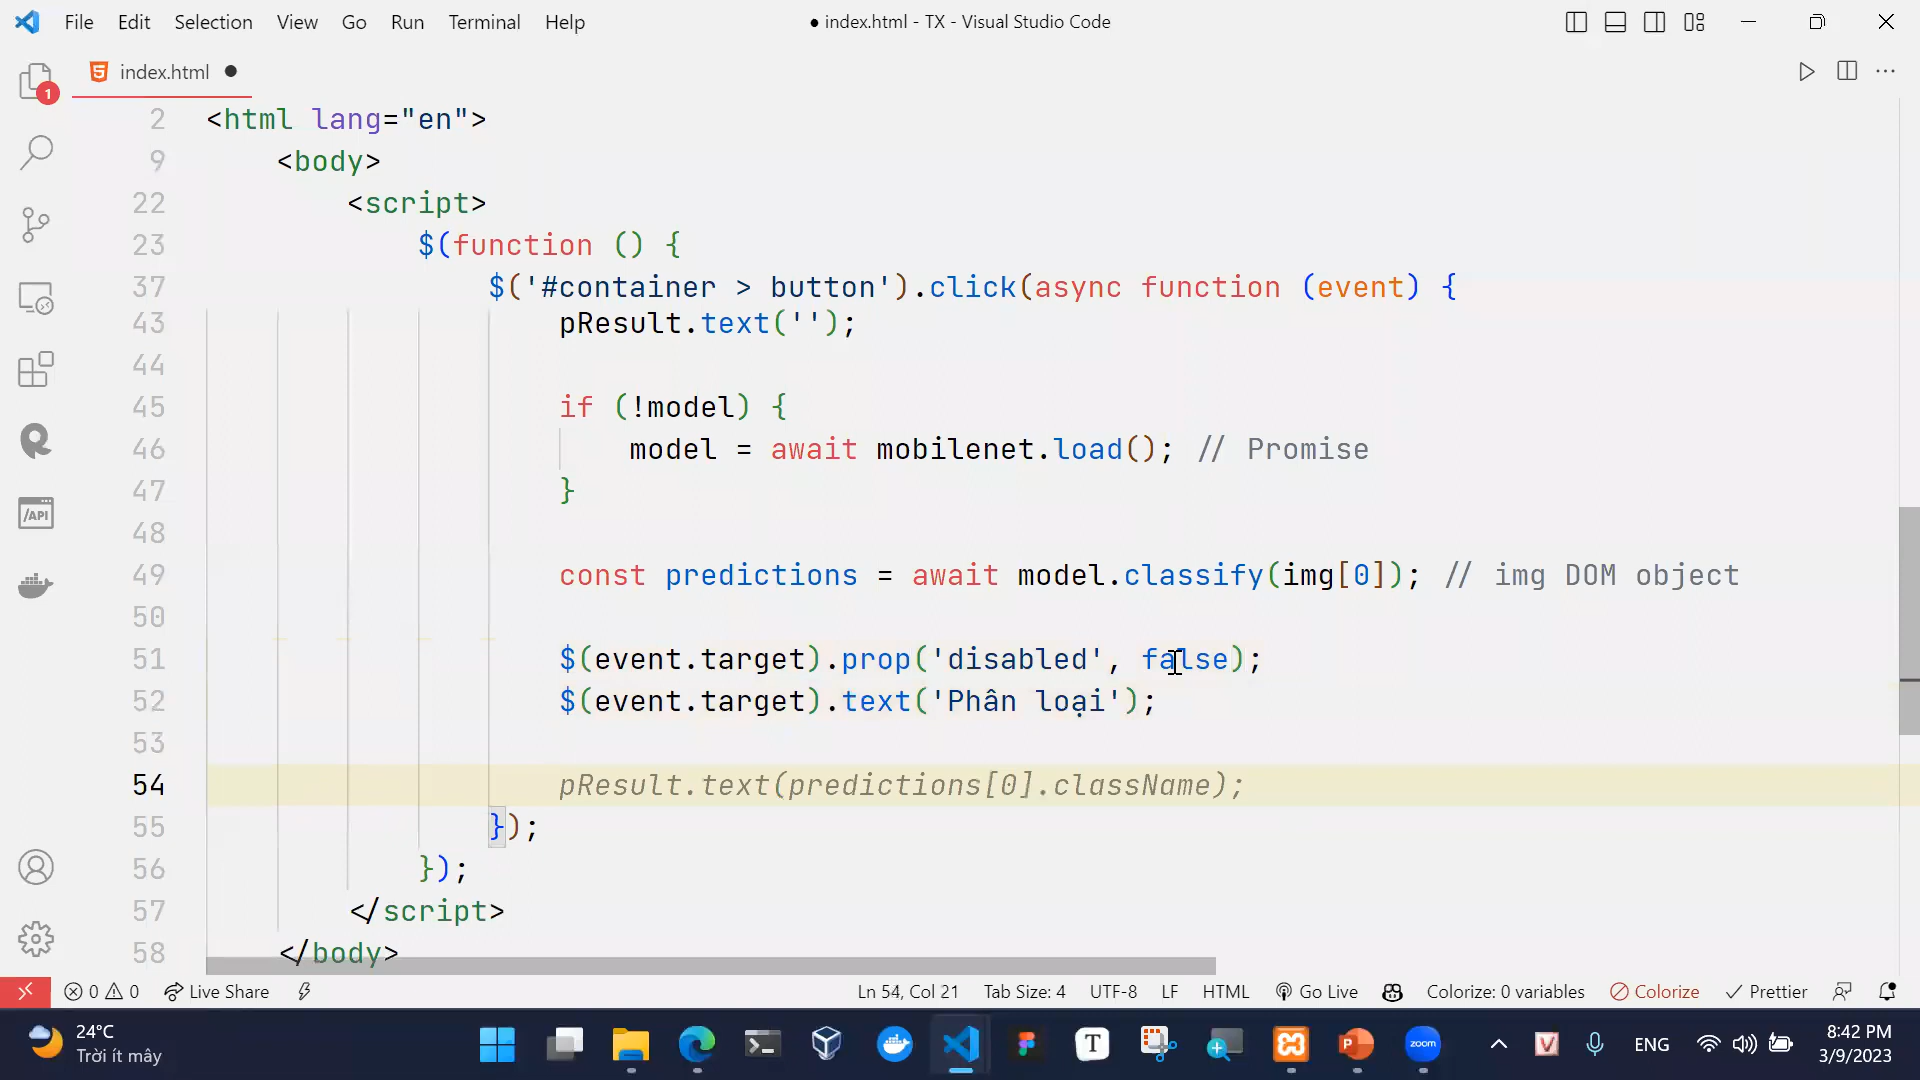 File Edit Selection View Go Run Terminal Help
● index.html - TX - Visual Studio Code
index.html ●
1
2 <html lang="en">
9 <body>
22 <script>
23 $(function () {
37 $('#container > button').click(async function (event) {
43 pResult.text('');
44
45 if (!model) {
46 model = await mobilenet.load(); // Promise
47 }
48
49 const predictions = await model.classify(img[0]); // img DOM object
50
51 $(event.target).prop('disabled', false);
52 $(event.target).text('Phân loại');
53
54 pResult.text(predictions[0].className);
55 });
56 });
57 </script>
58 </body>
/API
0 0 Live Share Ln 54, Col 21 Tab Size: 4 UTF-8 LF HTML Go Live Colorize: 0 variables Colorize Prettier
24°C
Trời ít mây
T
zoom
V
ENG
8:42 PM
3/9/2023